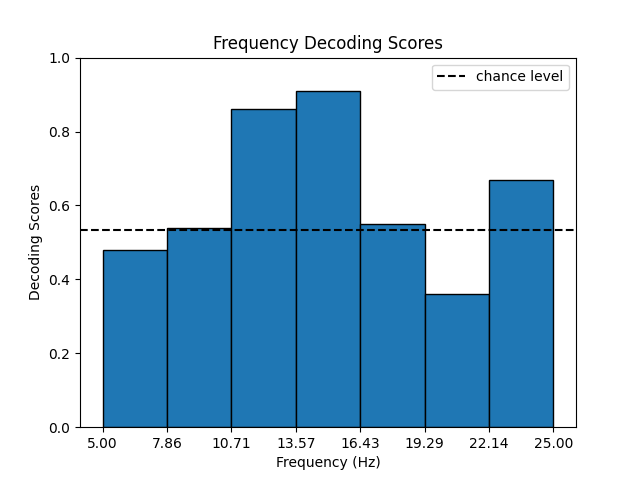 Frequency Decoding Scores
chance level
Decoding Scores
1.0
0.8
0.6
0.4
0.2
0.0
5.00 7.86 10.71 13.57 16.43 19.29 22.14 25.00
Frequency (Hz)